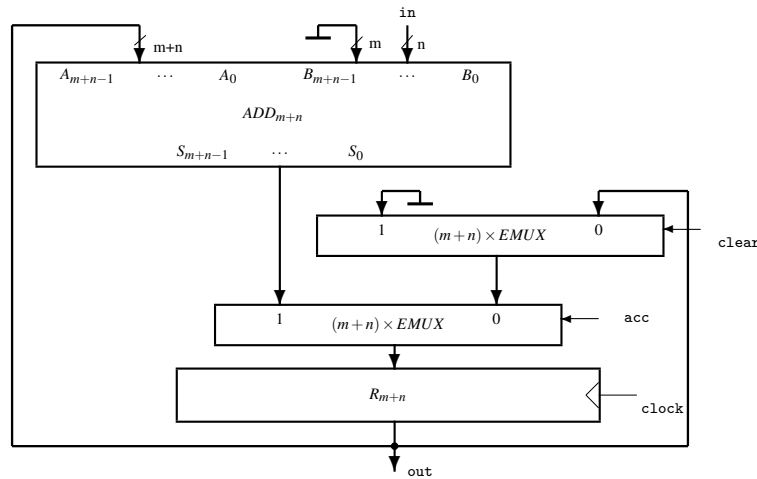 in
m+n
m
n
A_{m+n−1} ... A_0 B_{m+n−1} ... B_0
ADD_{m+n}
S_{m+n−1} ... S_0
1 (m+n)×EMUX 0
clear
1 (m+n)×EMUX 0
acc
R_{m+n}
clock
out